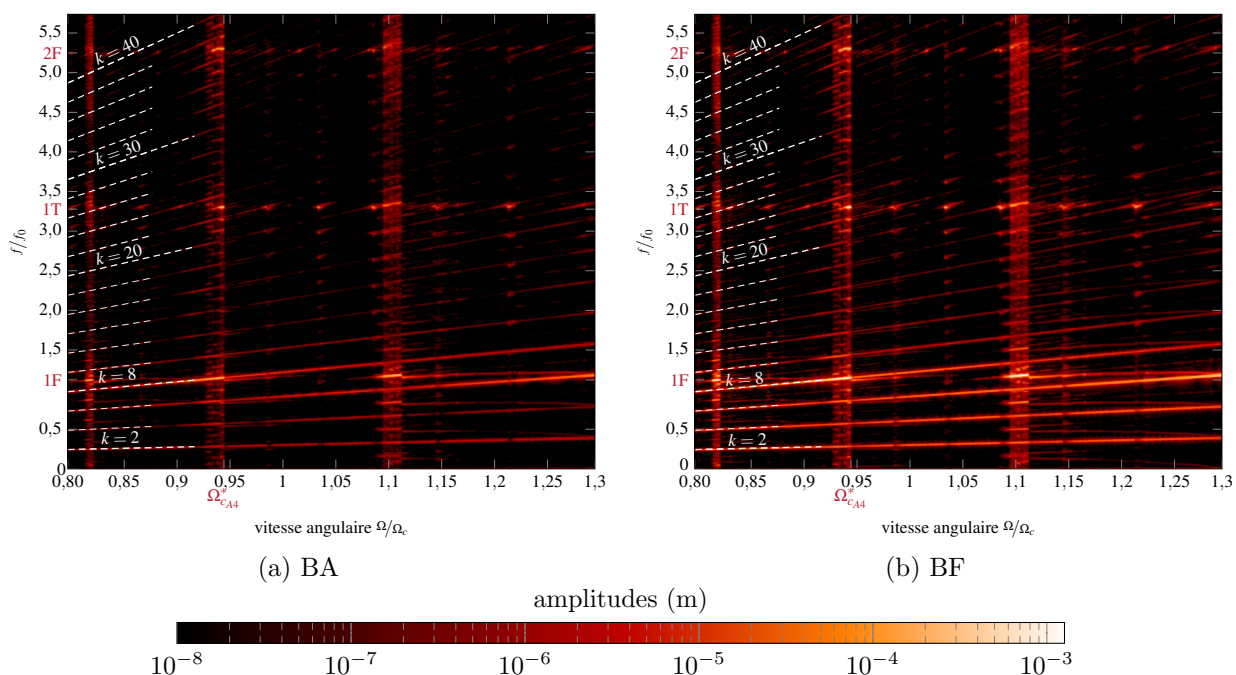 5,5
2F
5,0
4,5
4,0
3,5
1T
3,0
2,5
2,0
1,5
1F
0,5
0
f/f0
k = 40
k = 30
k = 20
k = 8
k = 2
0,80 0,85 0,9 0,95 1 1,05 1,1 1,15 1,2 1,25 1,3
Ω*cA4
vitesse angulaire Ω/Ωc
(a) BA
5,5
2F
5,0
4,5
4,0
3,5
1T
3,0
2,5
2,0
1,5
1F
0,5
0
f/f0
k = 40
k = 30
k = 20
k = 8
k = 2
0,80 0,85 0,9 0,95 1 1,05 1,1 1,15 1,2 1,25 1,3
Ω*cA4
vitesse angulaire Ω/Ωc
(b) BF
amplitudes (m)
10⁻⁸ 10⁻⁷ 10⁻⁶ 10⁻⁵ 10⁻⁴ 10⁻³